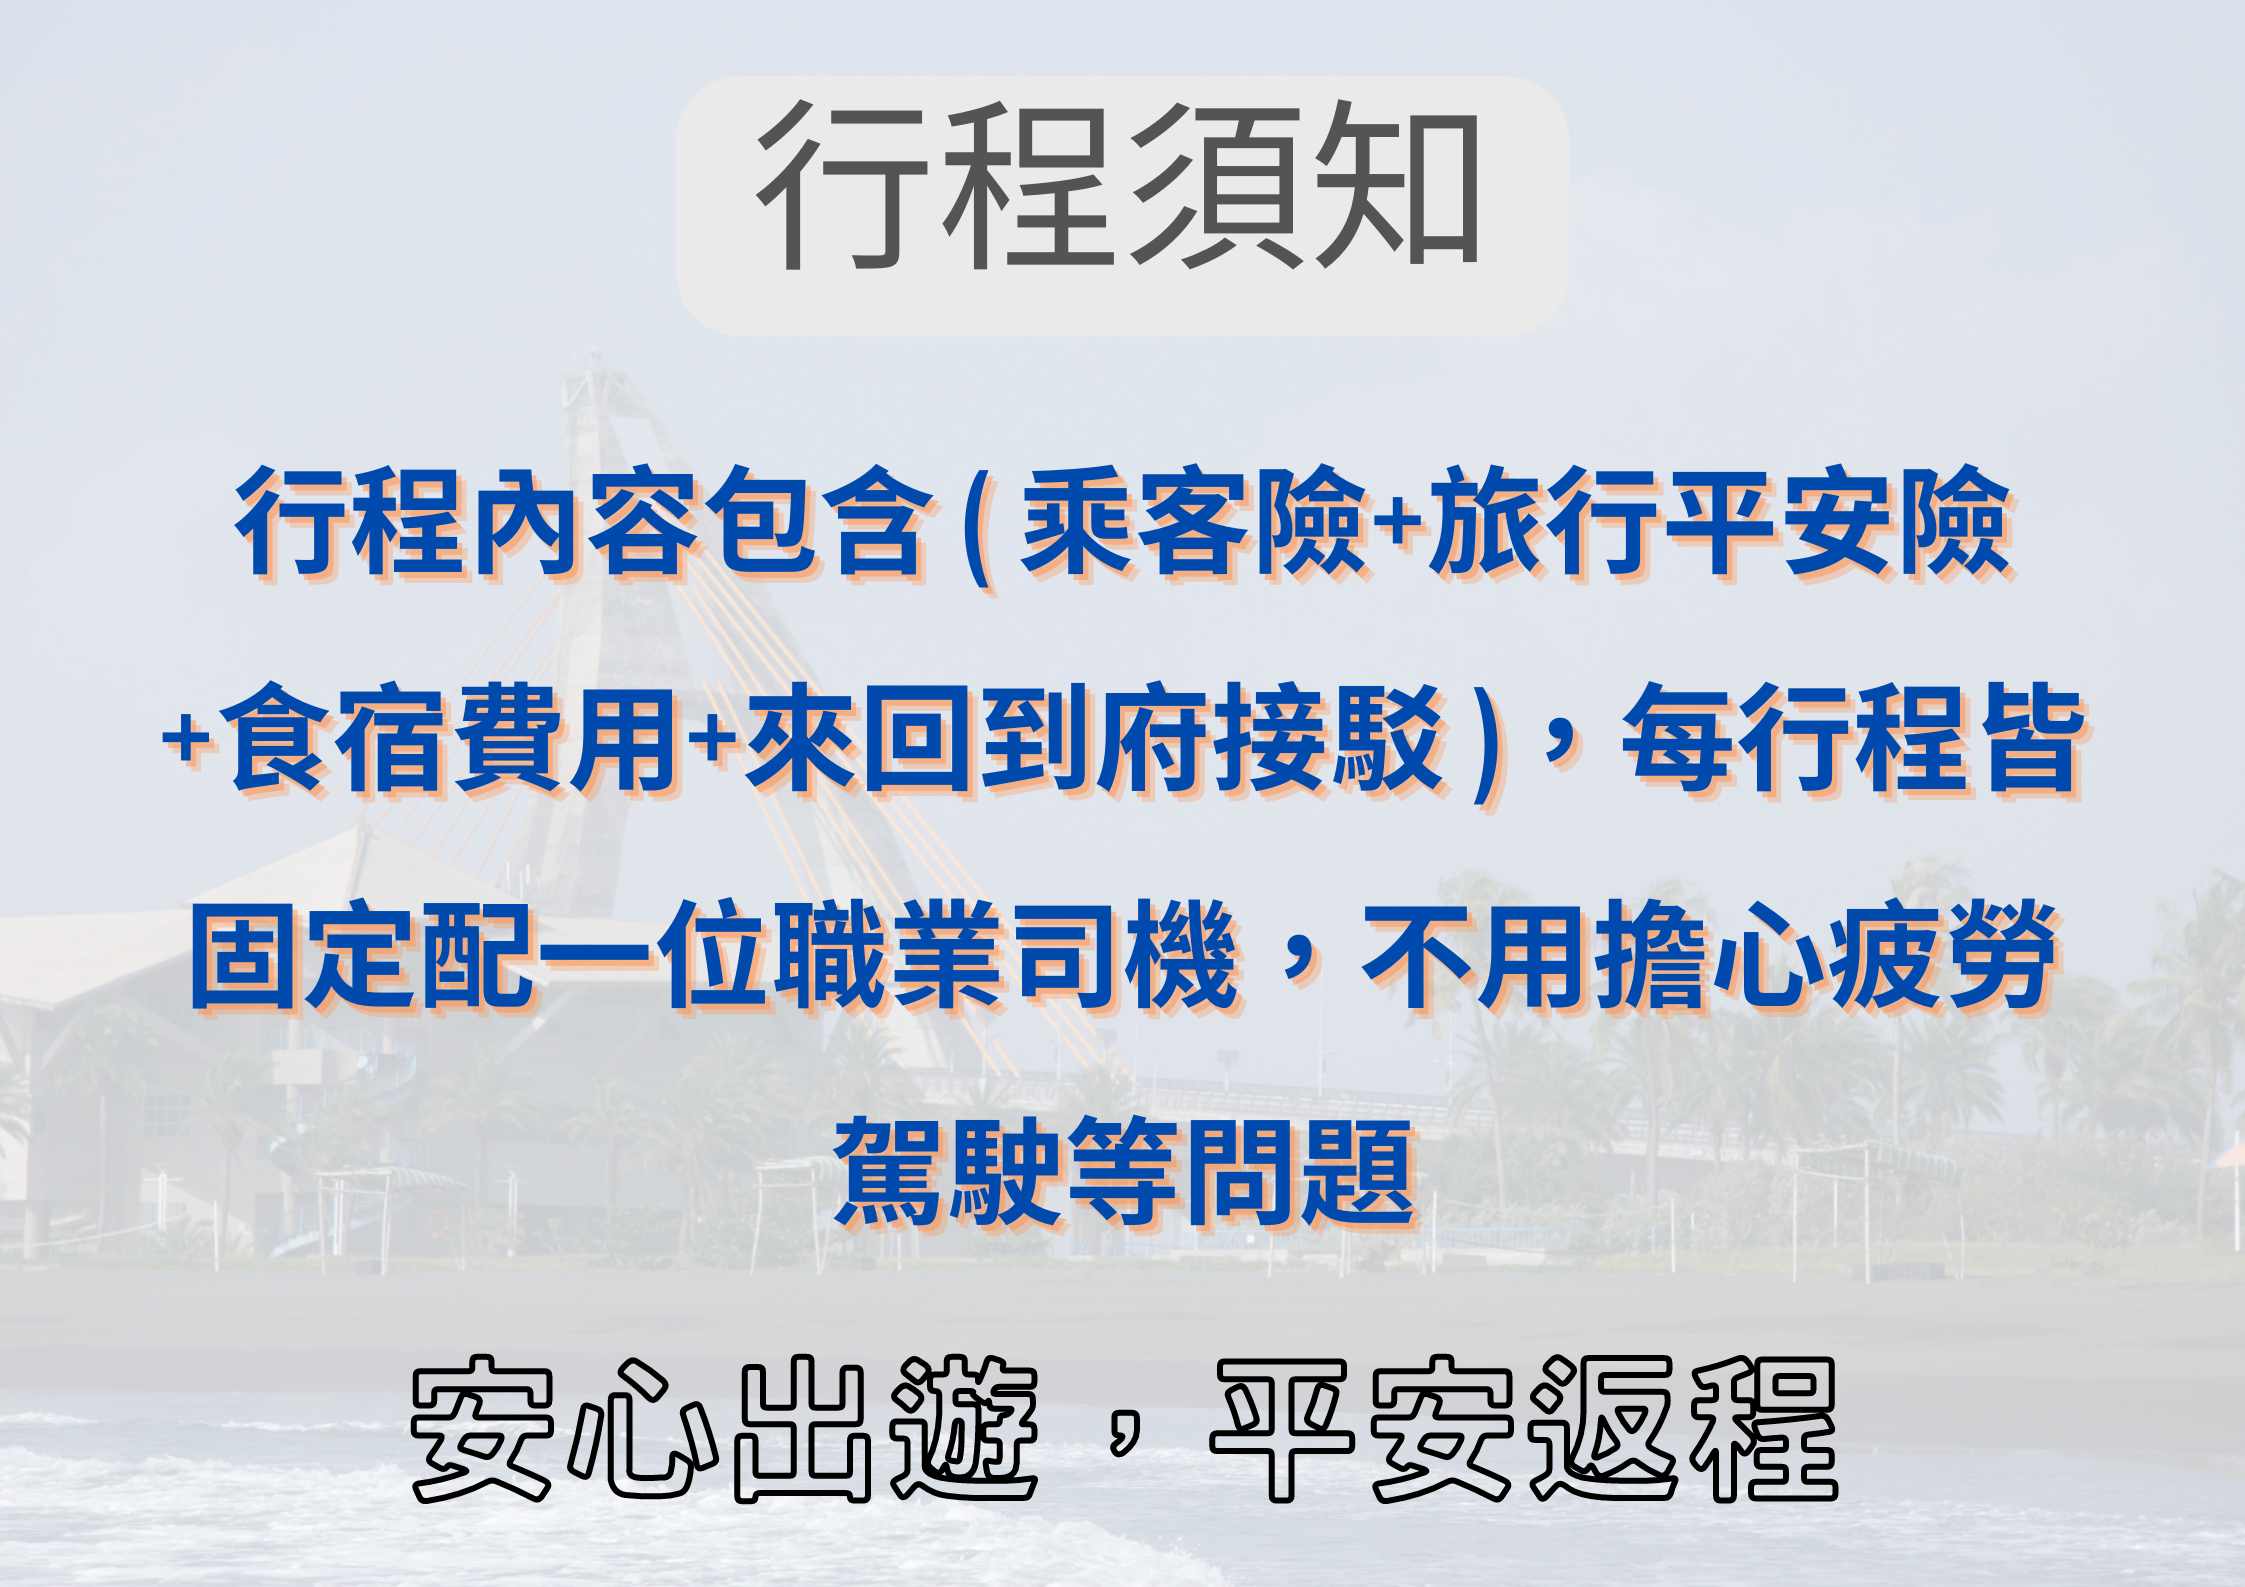 行程須知
行程內容包含(乘客險+旅行平安險
+食宿費用+來回到府接駁)，每行程皆
固定配一位職業司機，不用擔心疲勞
駕駛等問題
安心出遊，平安返程